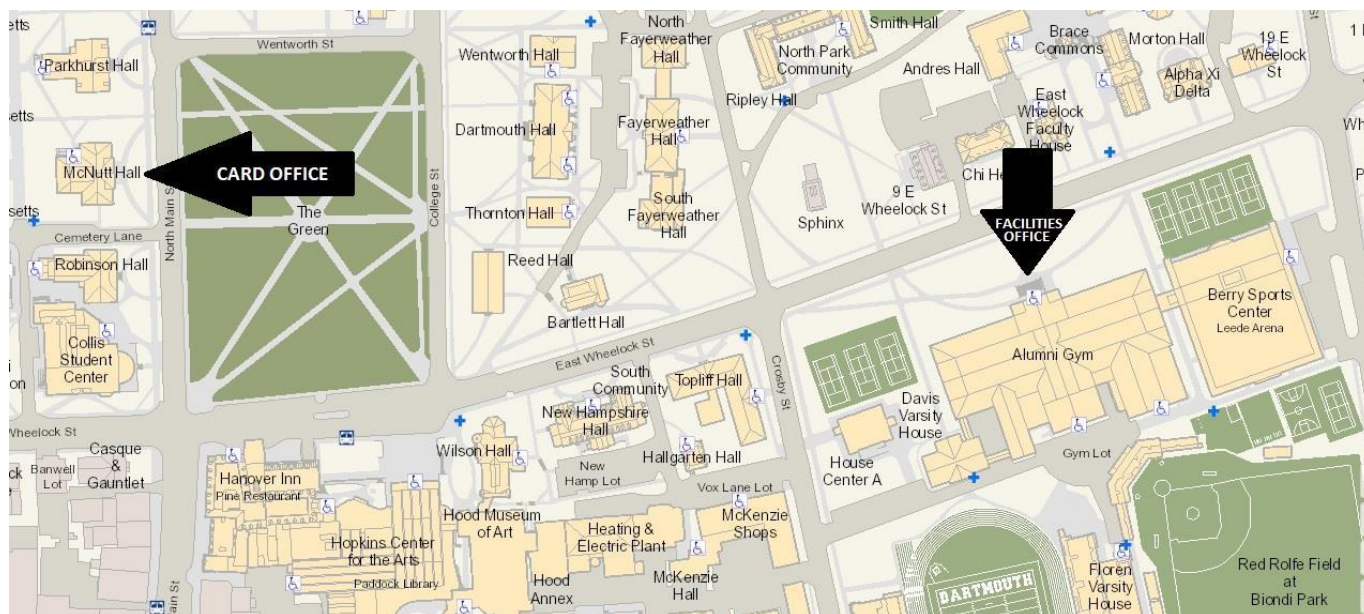 Wentworth St
Parkhurst Hall
setts
McNutt Hall
CARD OFFICE
setts
Cemetery Lane
North Main S
The
Green
College St
Robinson Hall
Collis
Student
Center
on
Wheelock St
Banwell
Lot
Casque
&
Gauntlet
Wentworth Hall
Dartmouth Hall
Thornton Hall
Reed Hall
Bartlett Hall
North
Fayerweather
Hall
Fayerweather
Hall
South
Fayerweather
Hall
North Park
Community
Smith Hall
Ripley Hall
Andres Hall
Brace
Commons
Morton Hall
Alpha Xi
Delta
19 E
Wheelock
St
East
Wheelock
Faculty
House
Chi He
9 E
Wheelock St
Sphinx
FACILITIES
OFFICE
Wh
East Wheelock St
Crosby St
South
Community
New Hampshire
Hall
Topliff Hall
Wilson Hall
Hallgarten Hall
New
Hamp Lot
Vox Lane Lot
Hanover Inn
Pine Restaurant
Hopkins Center
for the Arts
Paddock Library
Hood Museum
of Art
Hood
Annex
Heating &
Electric Plant
McKenzie
Shops
McKenzie
Hall
ain St
House
Center A
Davis
Varsity
House
Alumni Gym
Berry Sports
Center
Leede Arena
Gym Lot
DARTMOUTH
Floren
Varsity
House
Red Rolfe Field
at
Biondi Park